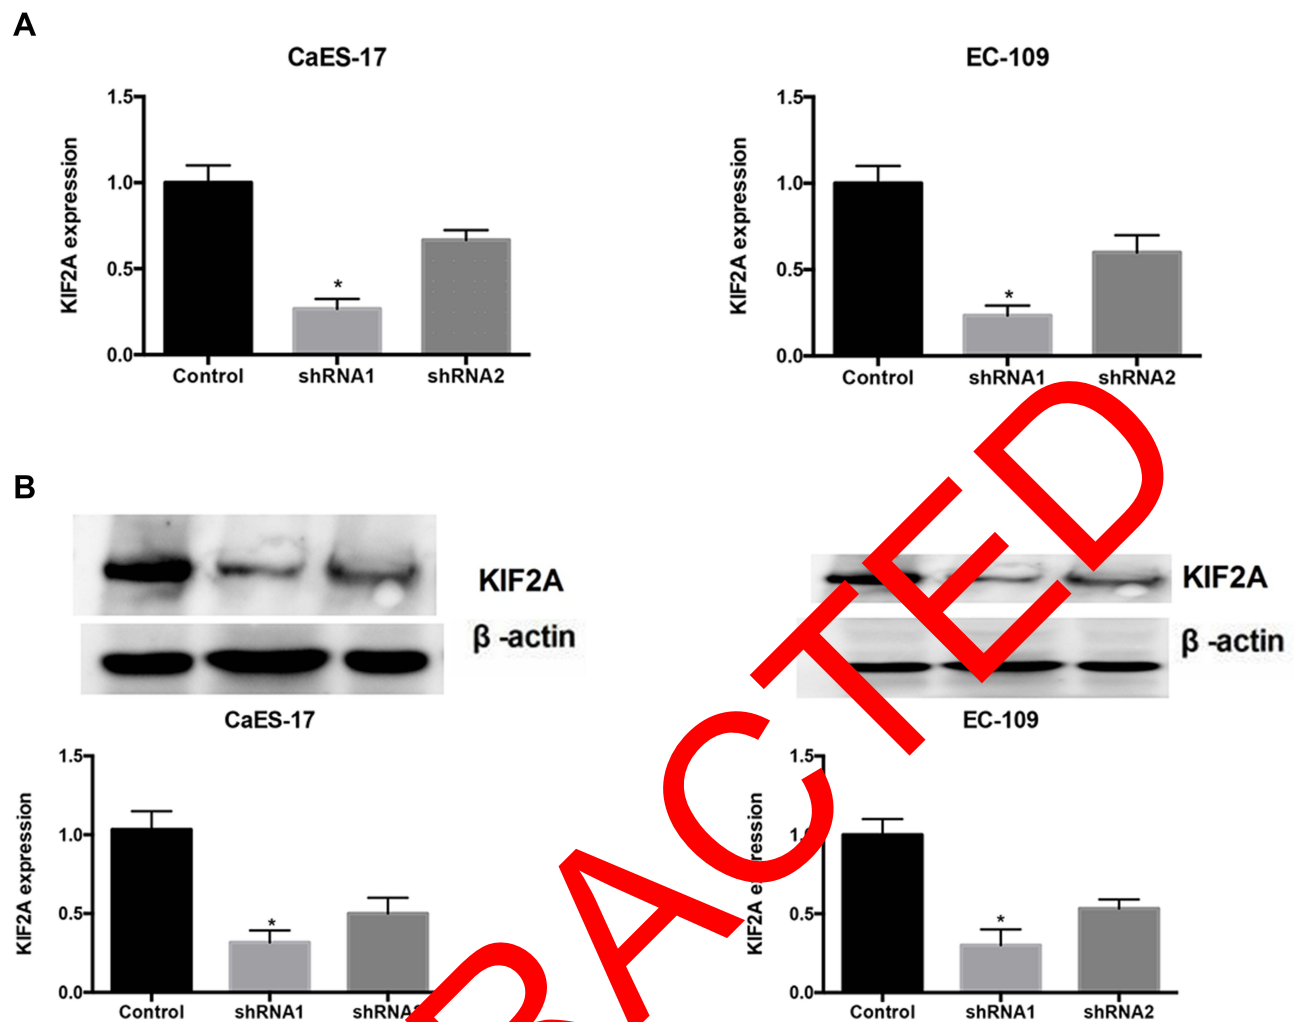 A
CaES-17
EC-109
KIF2A expression
1.5
1.0
0.5
0.0
*
Control shRNA1 shRNA2
KIF2A expression
1.5
1.0
0.5
0.0
*
Control shRNA1 shRNA2
B
KIF2A
β -actin
KIF2A
β -actin
CaES-17
EC-109
KIF2A expression
1.5
1.0
0.5
0.0
*
Control shRNA1
KIF2A expression
1.5
0.5
0.0
*
Control shRNA1 shRNA2
RACTED